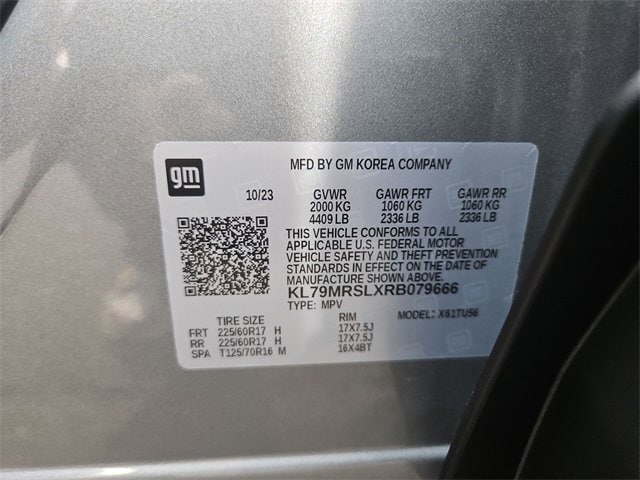 gm
MFD BY GM KOREA COMPANY
10/23 GVWR GAWR FRT GAWR RR
2000 KG 1060 KG 1060 KG
4409 LB 2336 LB 2336 LB
THIS VEHICLE CONFORMS TO ALL
APPLICABLE U.S. FEDERAL MOTOR
VEHICLE SAFETY AND THEFT PREVENTION
STANDARDS IN EFFECT ON THE DATE OF
MANUFACTURE SHOWN ABOVE.
KL79MRSLXRB079666
TYPE: MPV MODEL: X61TU56
TIRE SIZE RIM
FRT 225/60R17 H 17X7.5J
RR 225/60R17 H 17X7.5J
SPA T125/70R16 M 16X4BT